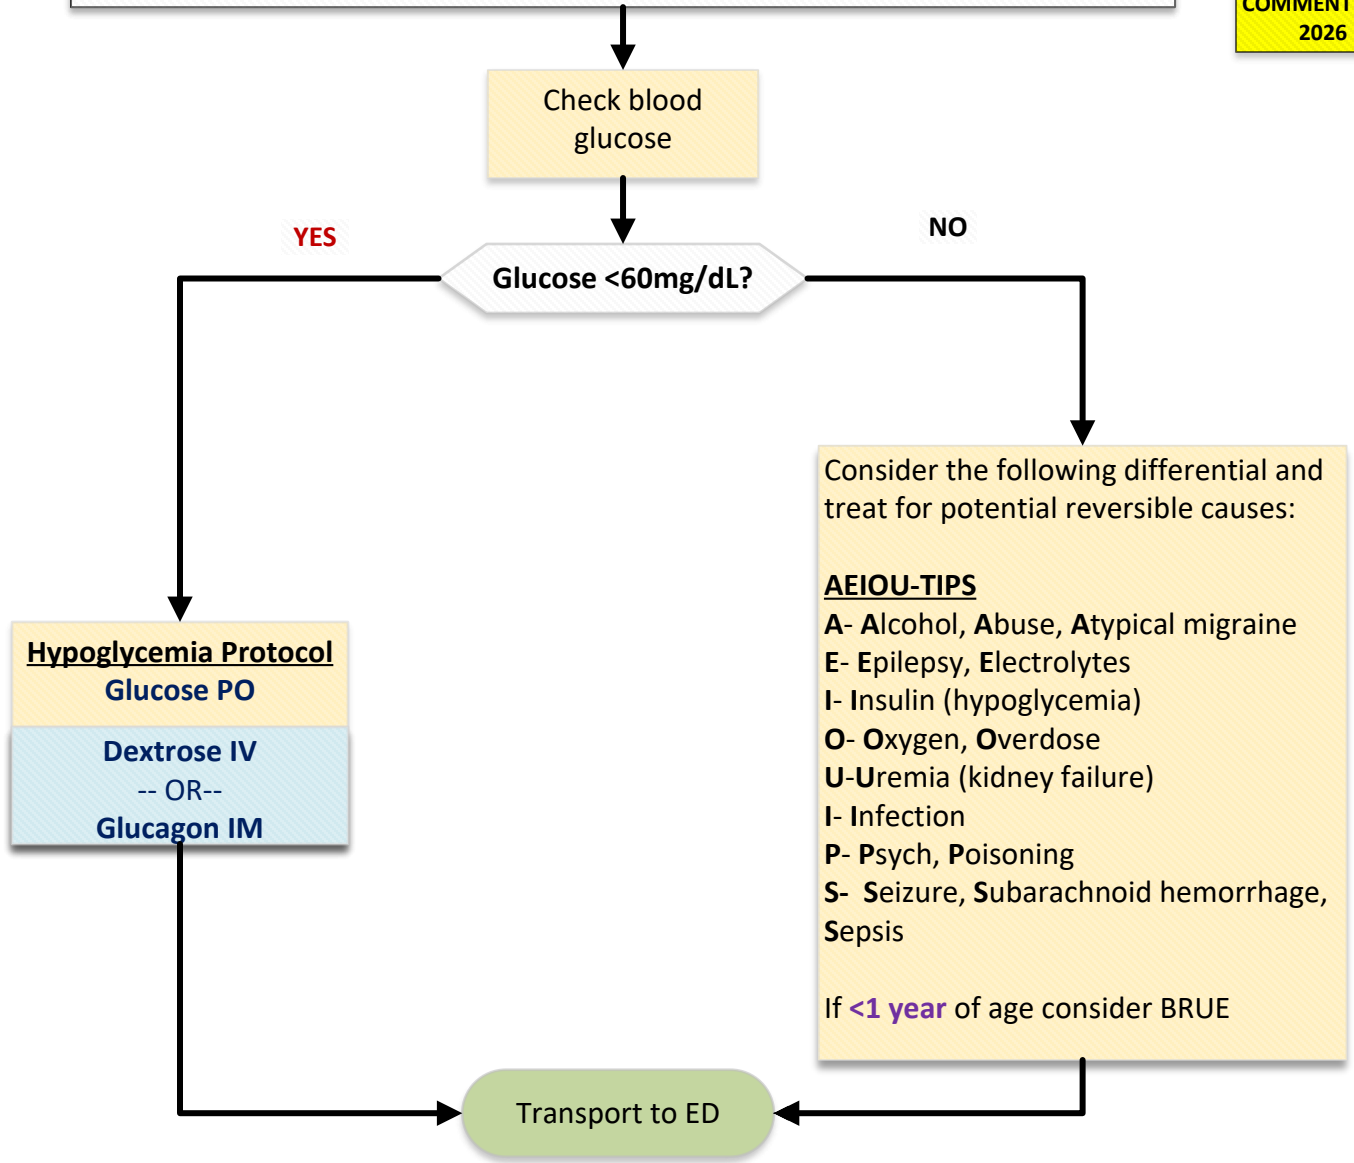 COMMENT
2026
Check blood
glucose
YES
NO
Glucose <60mg/dL?
Consider the following differential and
treat for potential reversible causes:
AEIOU-TIPS
A- Alcohol, Abuse, Atypical migraine
E- Epilepsy, Electrolytes
I- Insulin (hypoglycemia)
O- Oxygen, Overdose
U-Uremia (kidney failure)
I- Infection
P- Psych, Poisoning
S-  Seizure, Subarachnoid hemorrhage,
Sepsis
If <1 year of age consider BRUE
Hypoglycemia Protocol
Glucose PO
Dextrose IV
-- OR--
Glucagon IM
Transport to ED